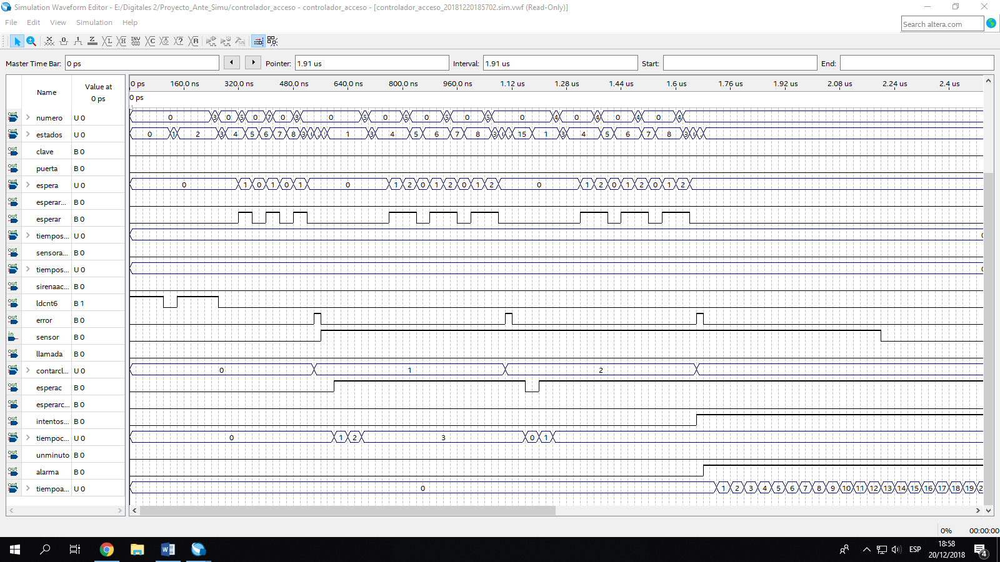 Simulation Waveform Editor - E:/Digitales 2/Proyecto_Ante_Simu/controlador_acceso - controlador_acceso - [controlador_acceso_20181220185702.sim.vwf (Read-Only)]
File Edit View Simulation Help
Search altera.com
Master Time Bar: 0 ps Pointer: 1.91 us Interval: 1.91 us Start: End:
Name Value at 0 ps
0 ps 160.0 ns 320.0 ns 480.0 ns 640.0 ns 800.0 ns 960.0 ns 1.12 us 1.28 us 1.44 us 1.6 us 1.76 us 1.92 us 2.08 us 2.24 us 2.4 us
0 ps
numero U 0 0 3 0 5 0 7 0 9 0 5 0 5 0 5 0 5 0 4 0 4 0 4 0 4
estados U 0 0 1 2 3 4 5 6 7 8 9 1 3 4 5 6 7 8 9 15 1 3 4 5 6 7 8 9
clave B 0
puerta B 0
espera U 0 0 1 0 1 0 1 0 1 2 0 1 2 0 1 2 0 1 2 0 1 2 0 1 2
esperar... B 0
esperar B 0
tiempos... U 0
sensora... B 0
tiempos... U 0
sirenaac... B 0
ldcnt6 B 1
error B 0
sensor B 0
llamada B 0
contarcl... U 0 0 1 2
esperac B 0
esperarc... B 0
intentos... B 0
tiempoc... U 0 0 1 2 3 0 1
unminuto B 0
alarma B 0
tiempoa... U 0 0 1 2 3 4 5 6 7 8 9 10 11 12 13 14 15 16 17 18 19 2
0% 00:00:00
ESP
18:58
20/12/2018
4